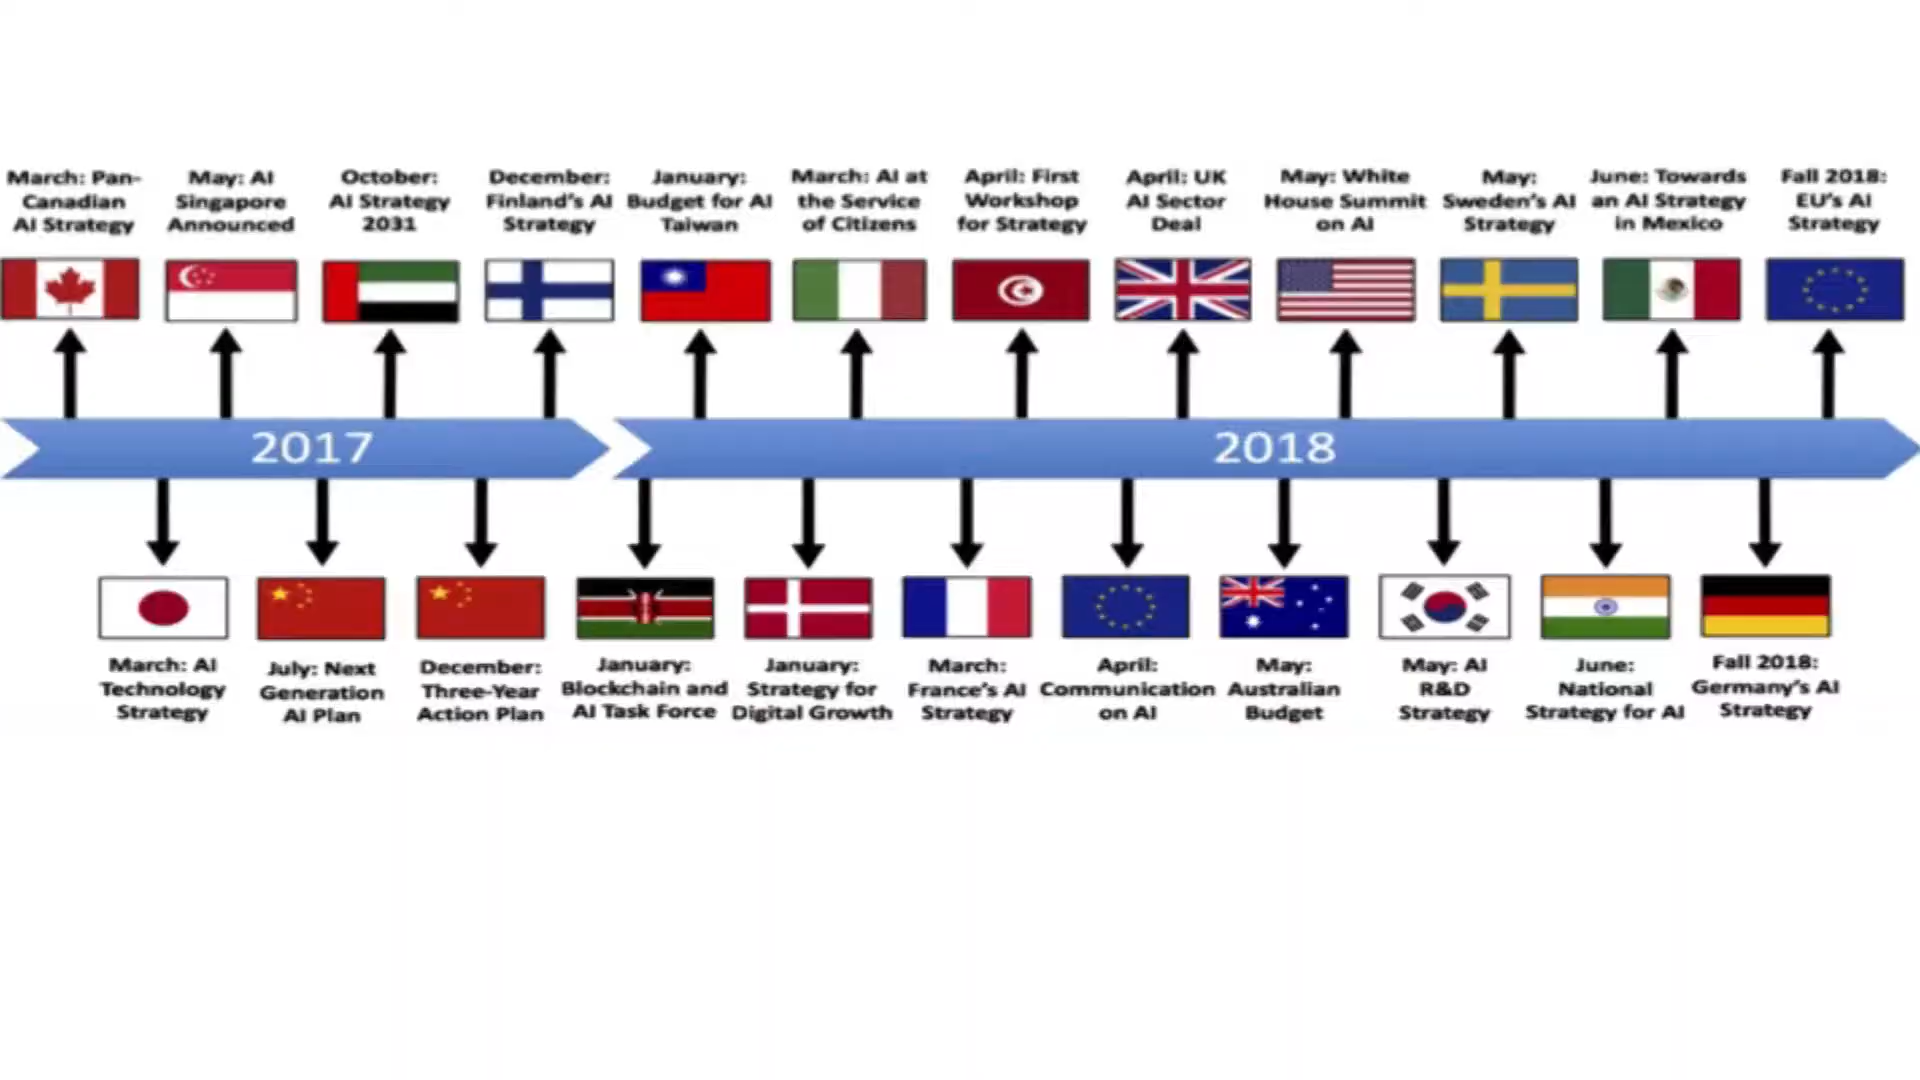 March: Pan-
Canadian
AI Strategy
May: AI
Singapore
Announced
October:
AI Strategy
2031
December:
Finland's AI
Strategy
January:
Budget for AI
Taiwan
March: AI at
the Service
of Citizens
April: First
Workshop
for Strategy
April: UK
AI Sector
Deal
May: White
House Summit
on AI
May:
Sweden's AI
Strategy
June: Towards
an AI Strategy
in Mexico
Fall 2018:
EU's AI
Strategy
2017
2018
March: AI
Technology
Strategy
July: Next
Generation
AI Plan
December:
Three-Year
Action Plan
January:
Blockchain and
AI Task Force
January:
Strategy for
Digital Growth
March:
France's AI
Strategy
April:
Communication
on AI
May:
Australian
Budget
May: AI
R&D
Strategy
June:
National
Strategy for AI
Fall 2018:
Germany's AI
Strategy